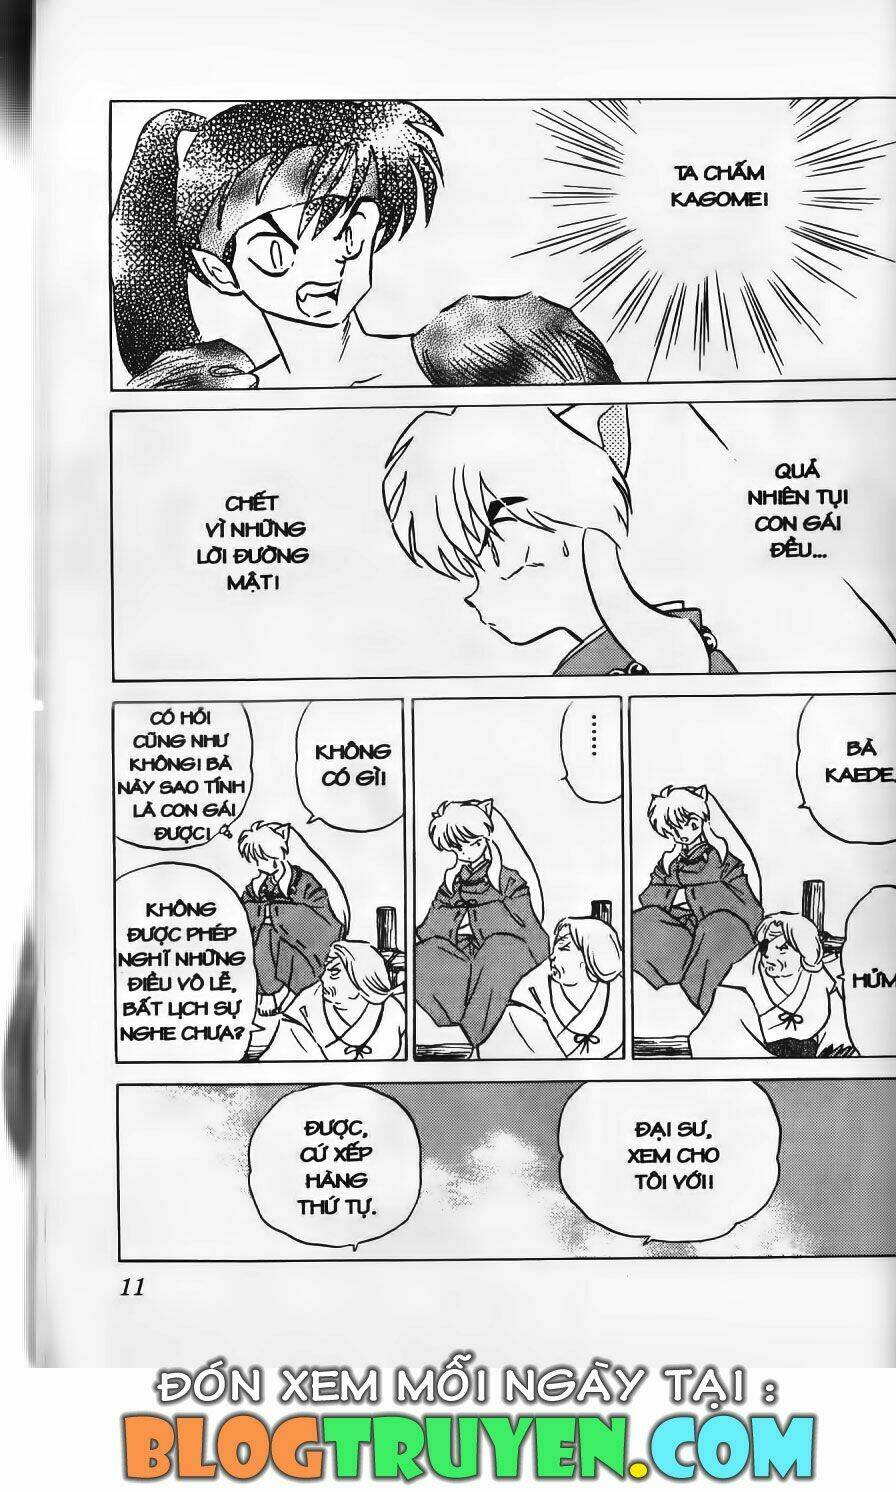 TA CHẤM
KAGOME!
QUẢ
NHIÊN TỤI
CON GÁI
ĐỀU...
CHẾT
VÌ NHỮNG
LỜI ĐƯỜNG
MẬT!
BÀ
KAEDE,
HỬM
......
KHÔNG
CÓ GÌ!
CÓ HỎI
CŨNG NHƯ
KHÔNG! BÀ
NÀY SAO TÍNH
LÀ CON GÁI
ĐƯỢC!
KHÔNG
ĐƯỢC PHÉP
NGHĨ NHỮNG
ĐIỀU VÔ LỄ,
BẤT LỊCH SỰ
NGHE CHƯA?
ĐẠI SƯ,
XEM CHO
TÔI VỚI!
ĐƯỢC,
CỨ XẾP
HÀNG
THỨ TỰ.
11
ĐÓN XEM MỖI NGÀY TẠI :
BLOGTRUYEN.COM